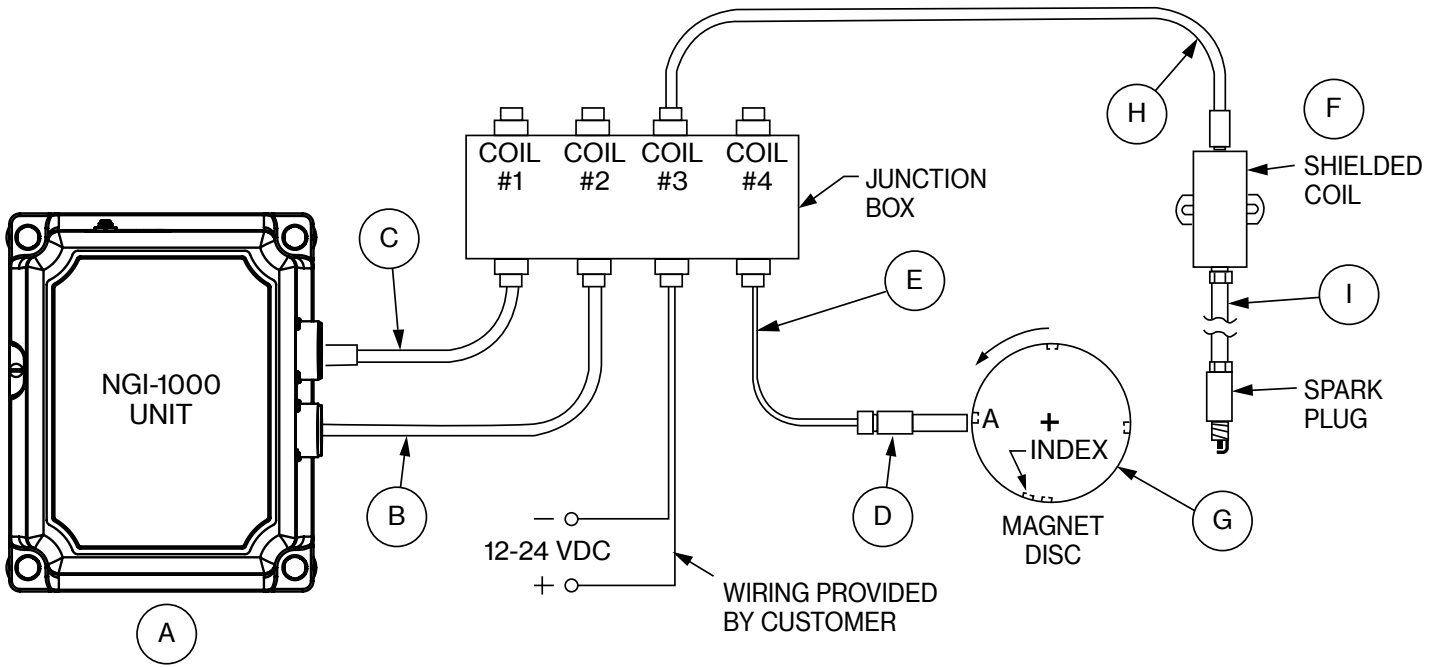 H
F
COIL
#1
COIL
#2
COIL
#3
COIL
#4
JUNCTION
BOX
SHIELDED
COIL
C
E
I
NGI-1000
UNIT
A
INDEX
SPARK
PLUG
B
D
G
MAGNET
DISC
–
12-24 VDC
+
WIRING PROVIDED
BY CUSTOMER
A